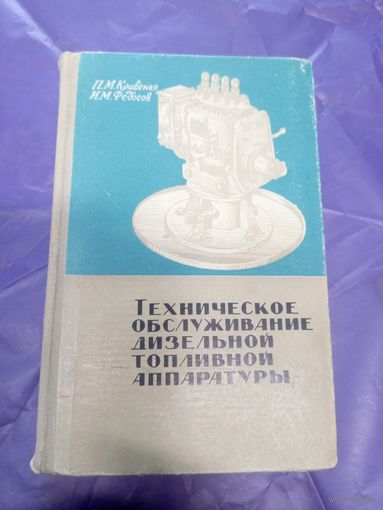 П.М.Кривенко
И.М.Федосов
ТЕХНИЧЕСКОЕ
ОБСЛУЖИВАНИЕ
ДИЗЕЛЬНОЙ
ТОПЛИВНОЙ
АППАРАТУРЫ